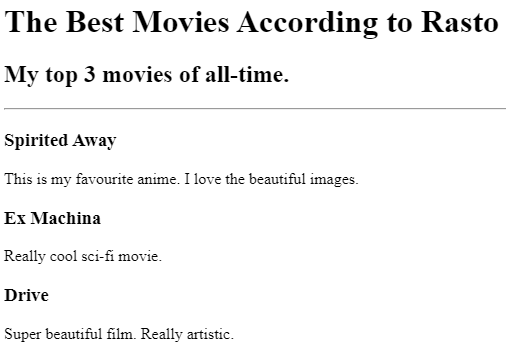 The Best Movies According to Rasto
My top 3 movies of all-time.
Spirited Away
This is my favourite anime. I love the beautiful images.
Ex Machina
Really cool sci-fi movie.
Drive
Super beautiful film. Really artistic.